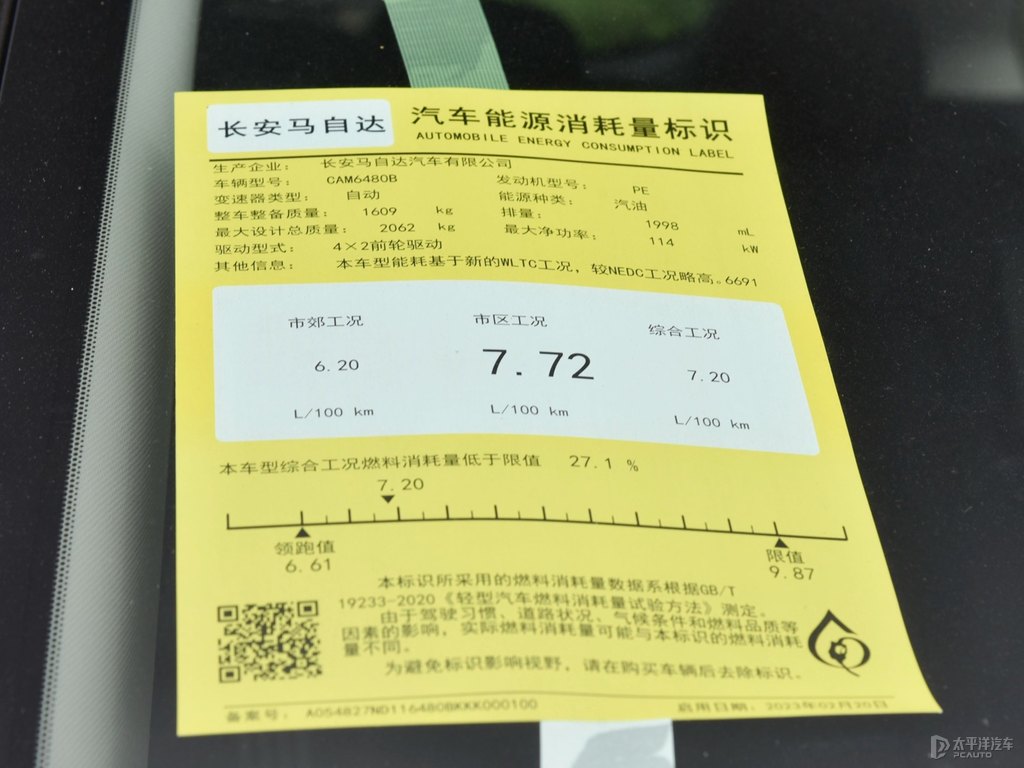 长安马自达 汽车能源消耗量标识
AUTOMOBILE ENERGY CONSUMPTION LABEL
生产企业: 长安马自达汽车有限公司
车辆型号: CAM6480B 发动机型号: PE
变速器类型: 自动 能源种类: 汽油
整车整备质量: 1609 kg 排量: 1998 mL
最大设计总质量: 2062 kg 最大净功率: 114 kW
驱动型式: 4×2前轮驱动
其他信息: 本车型能耗基于新的WLTC工况, 较NEDC工况略高。6691
市郊工况 市区工况 综合工况
6.20 7.72 7.20
L/100 km L/100 km L/100 km
本车型综合工况燃料消耗量低于限值 27.1 %
7.20
领跑值 限值
6.61 9.87
本标识所采用的燃料消耗量数据系根据GB/T
19233-2020《轻型汽车燃料消耗量试验方法》测定。
由于驾驶习惯、道路状况、气候条件和燃料品质等
因素的影响, 实际燃料消耗量可能与本标识的燃料消耗
量不同。
为避免标识影响视野, 请在购买车辆后去除标识。
备案号: A054827ND116480BKKK000100 启用日期: 2023年02月20日
太平洋汽车
PCAUTO